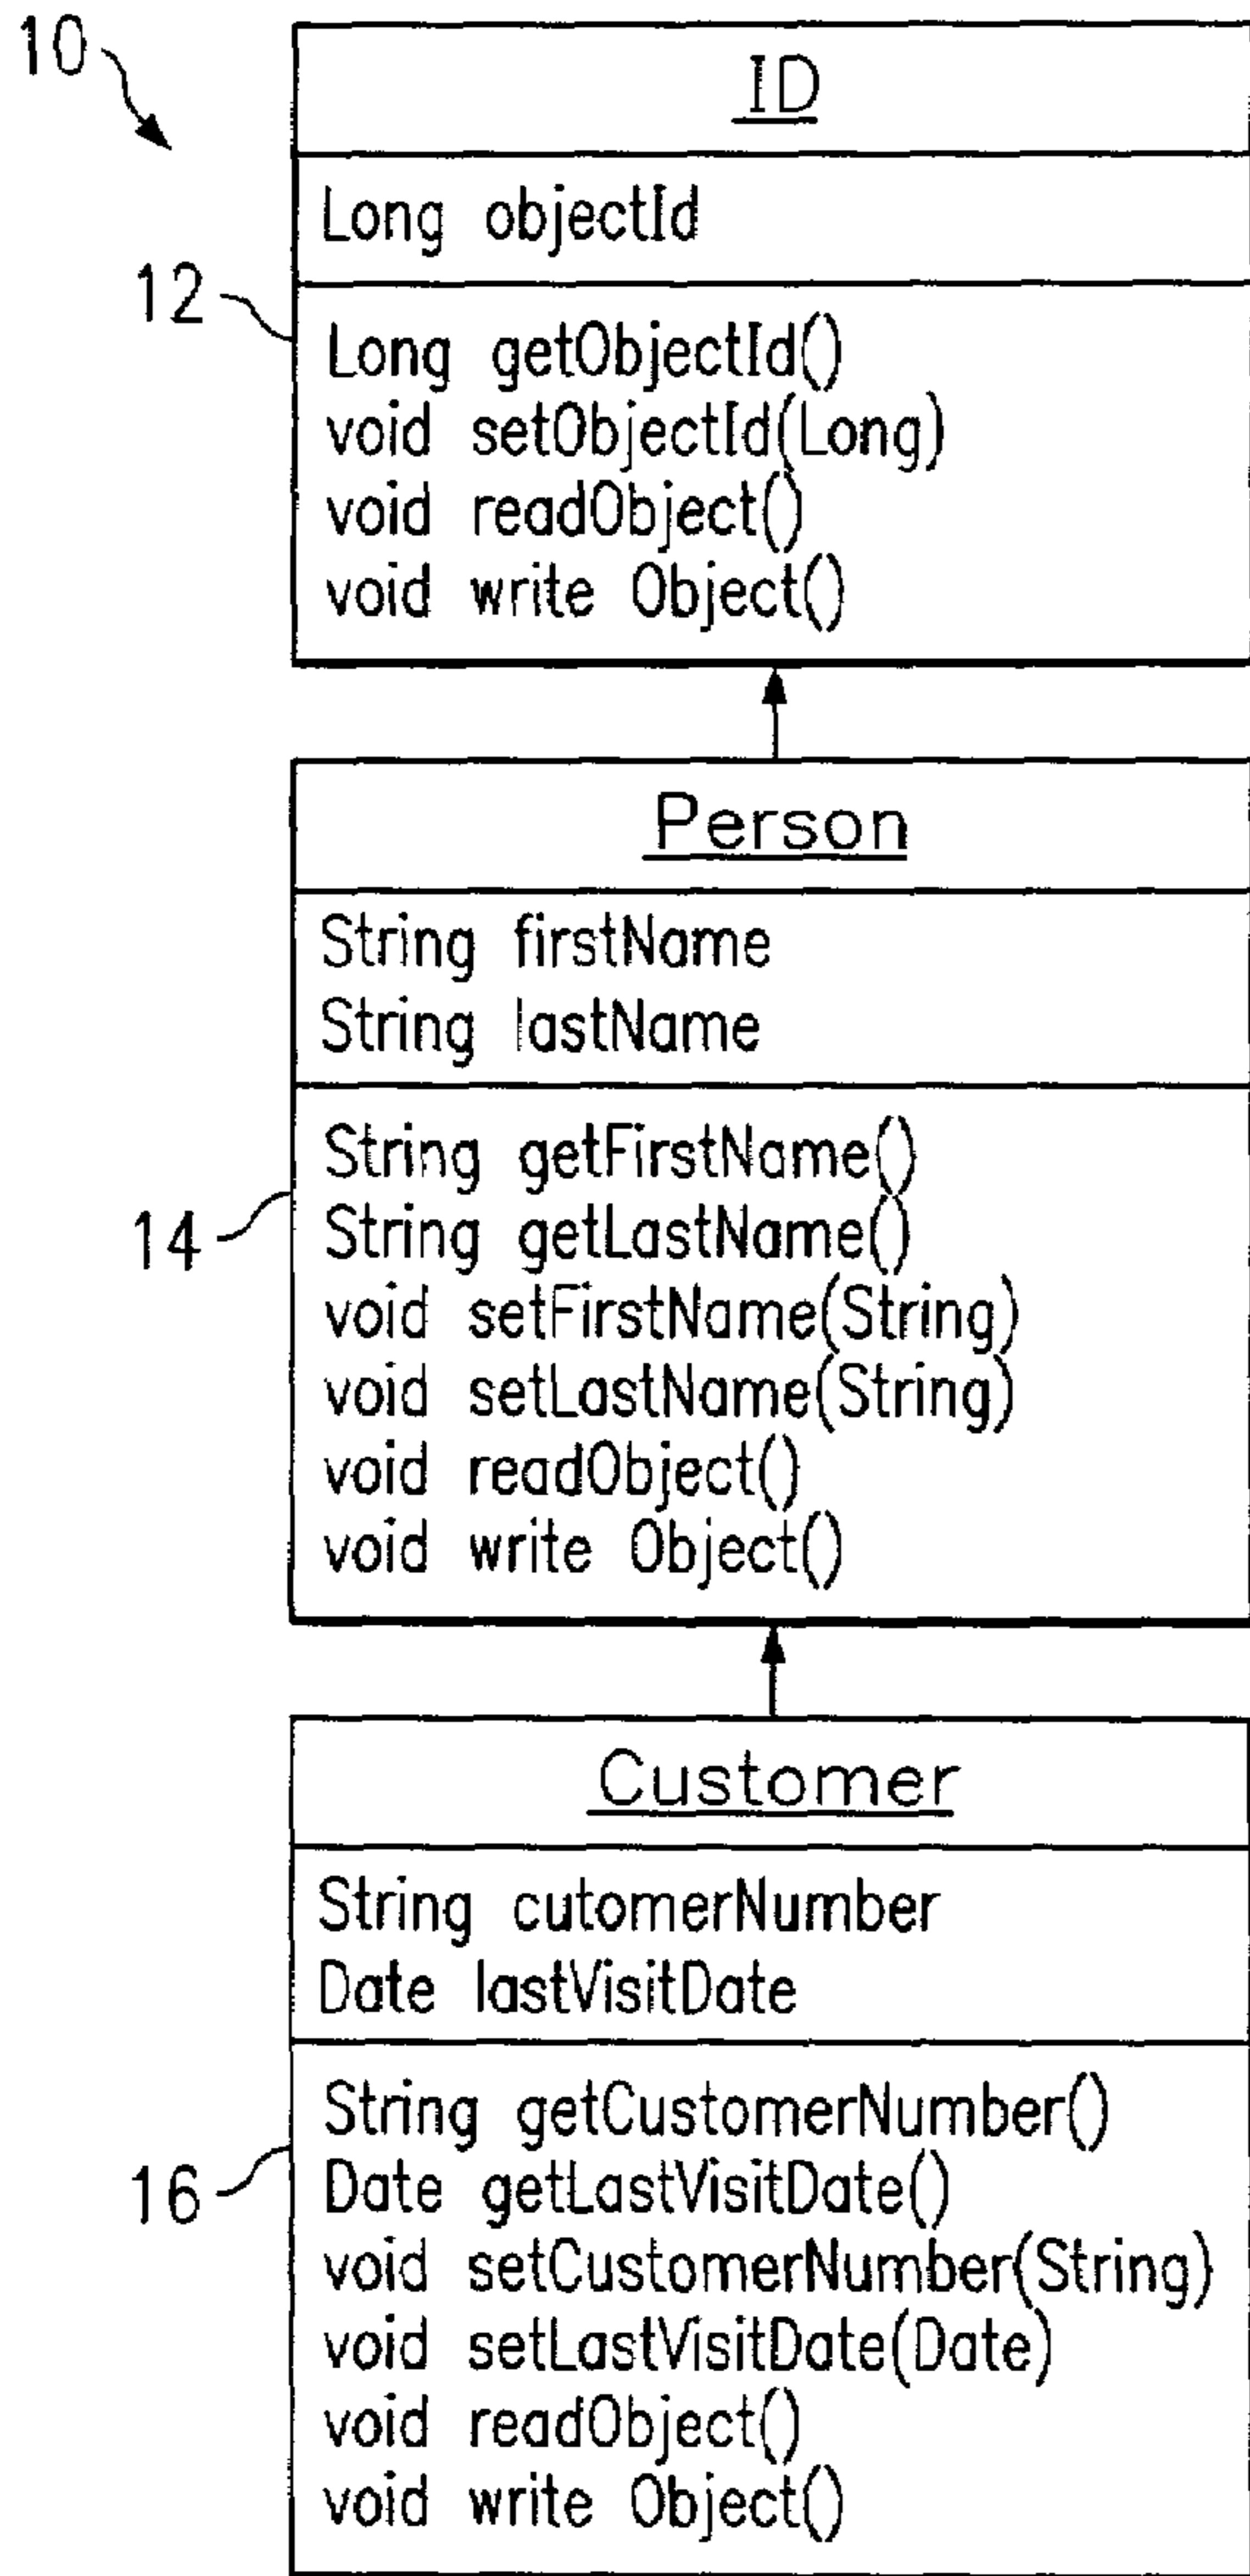 10
ID
Long objectId
12
Long getObjectId()
void setObjectId(Long)
void readObject()
void write Object()
Person
String firstName
String lastName
String getFirstName()
14
String getLastName()
void setFirstName(String)
void setLastName(String)
void readObject()
void write Object()
Customer
String cutomerNumber
Date lastVisitDate
String getCustomerNumber()
16
Date getLastVisitDate()
void setCustomerNumber(String)
void setLastVisitDate(Date)
void readObject()
void write Object()